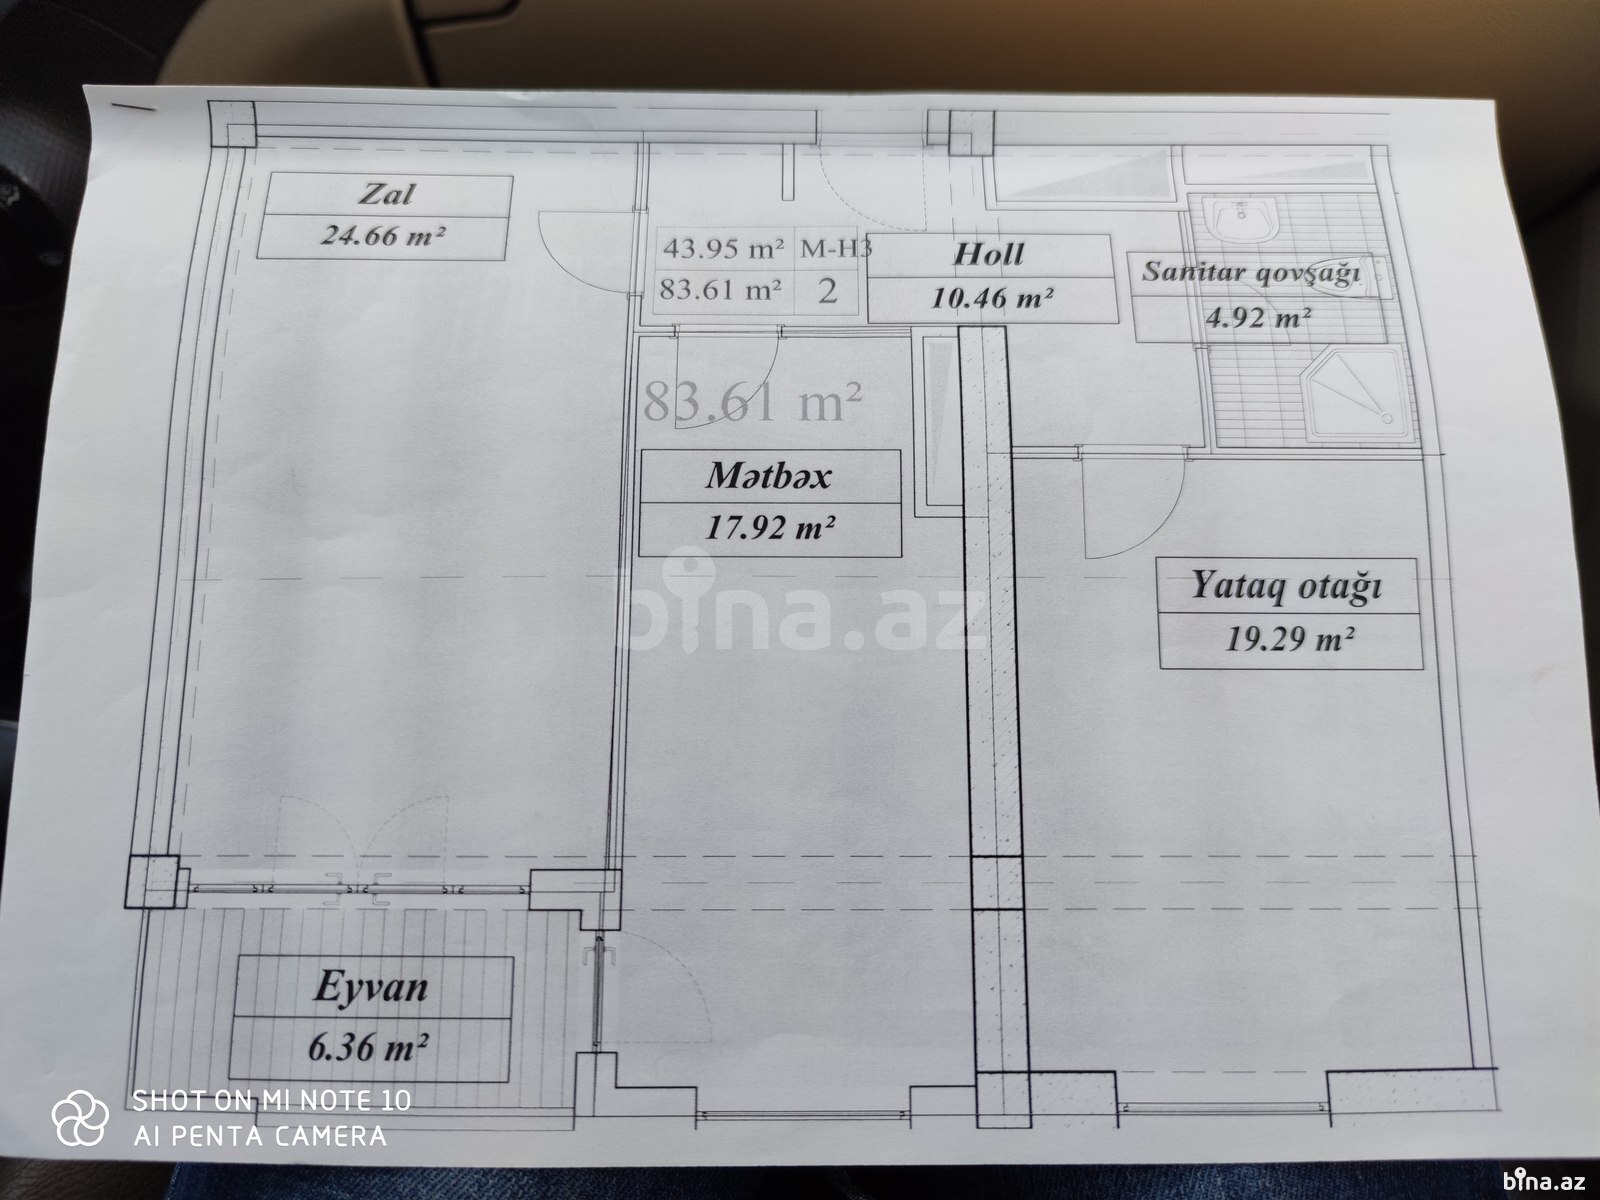 Zal
24.66 m²
43.95 m² M-H3
83.61 m² 2
Holl
10.46 m²
Sanitar qovşağı
4.92 m²
83.61 m²
Mətbəx
17.92 m²
bina.az
Yataq otağı
19.29 m²
Eyvan
6.36 m²
SHOT ON MI NOTE 10
AI PENTA CAMERA
bina.az